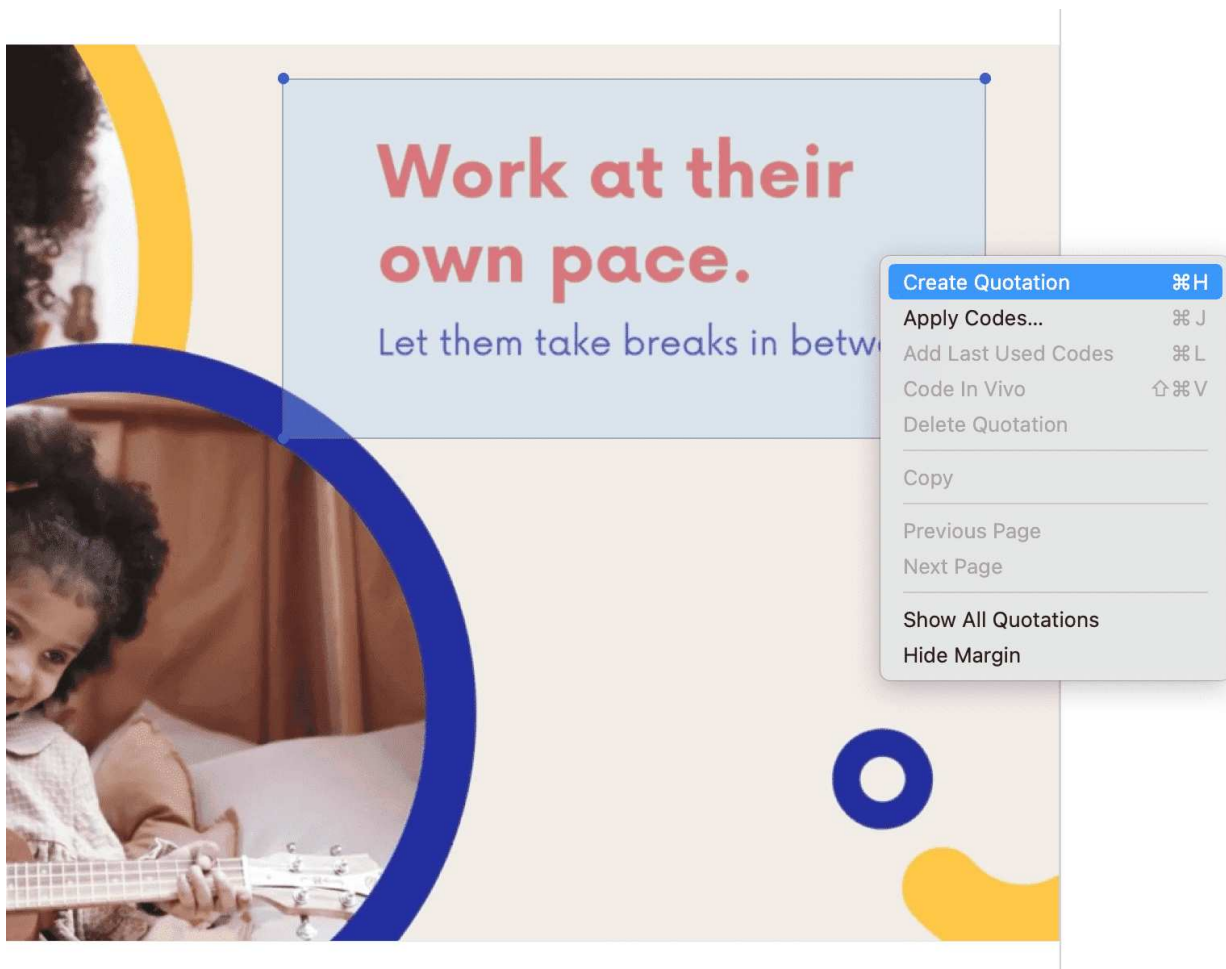 Work at their
own pace.
Let them take breaks in
Create Quotation ⌘H
Apply Codes... ⌘J
Add Last Used Codes ⌘L
Code In Vivo ⇧⌘V
Delete Quotation
Copy
Previous Page
Next Page
Show All Quotations
Hide Margin